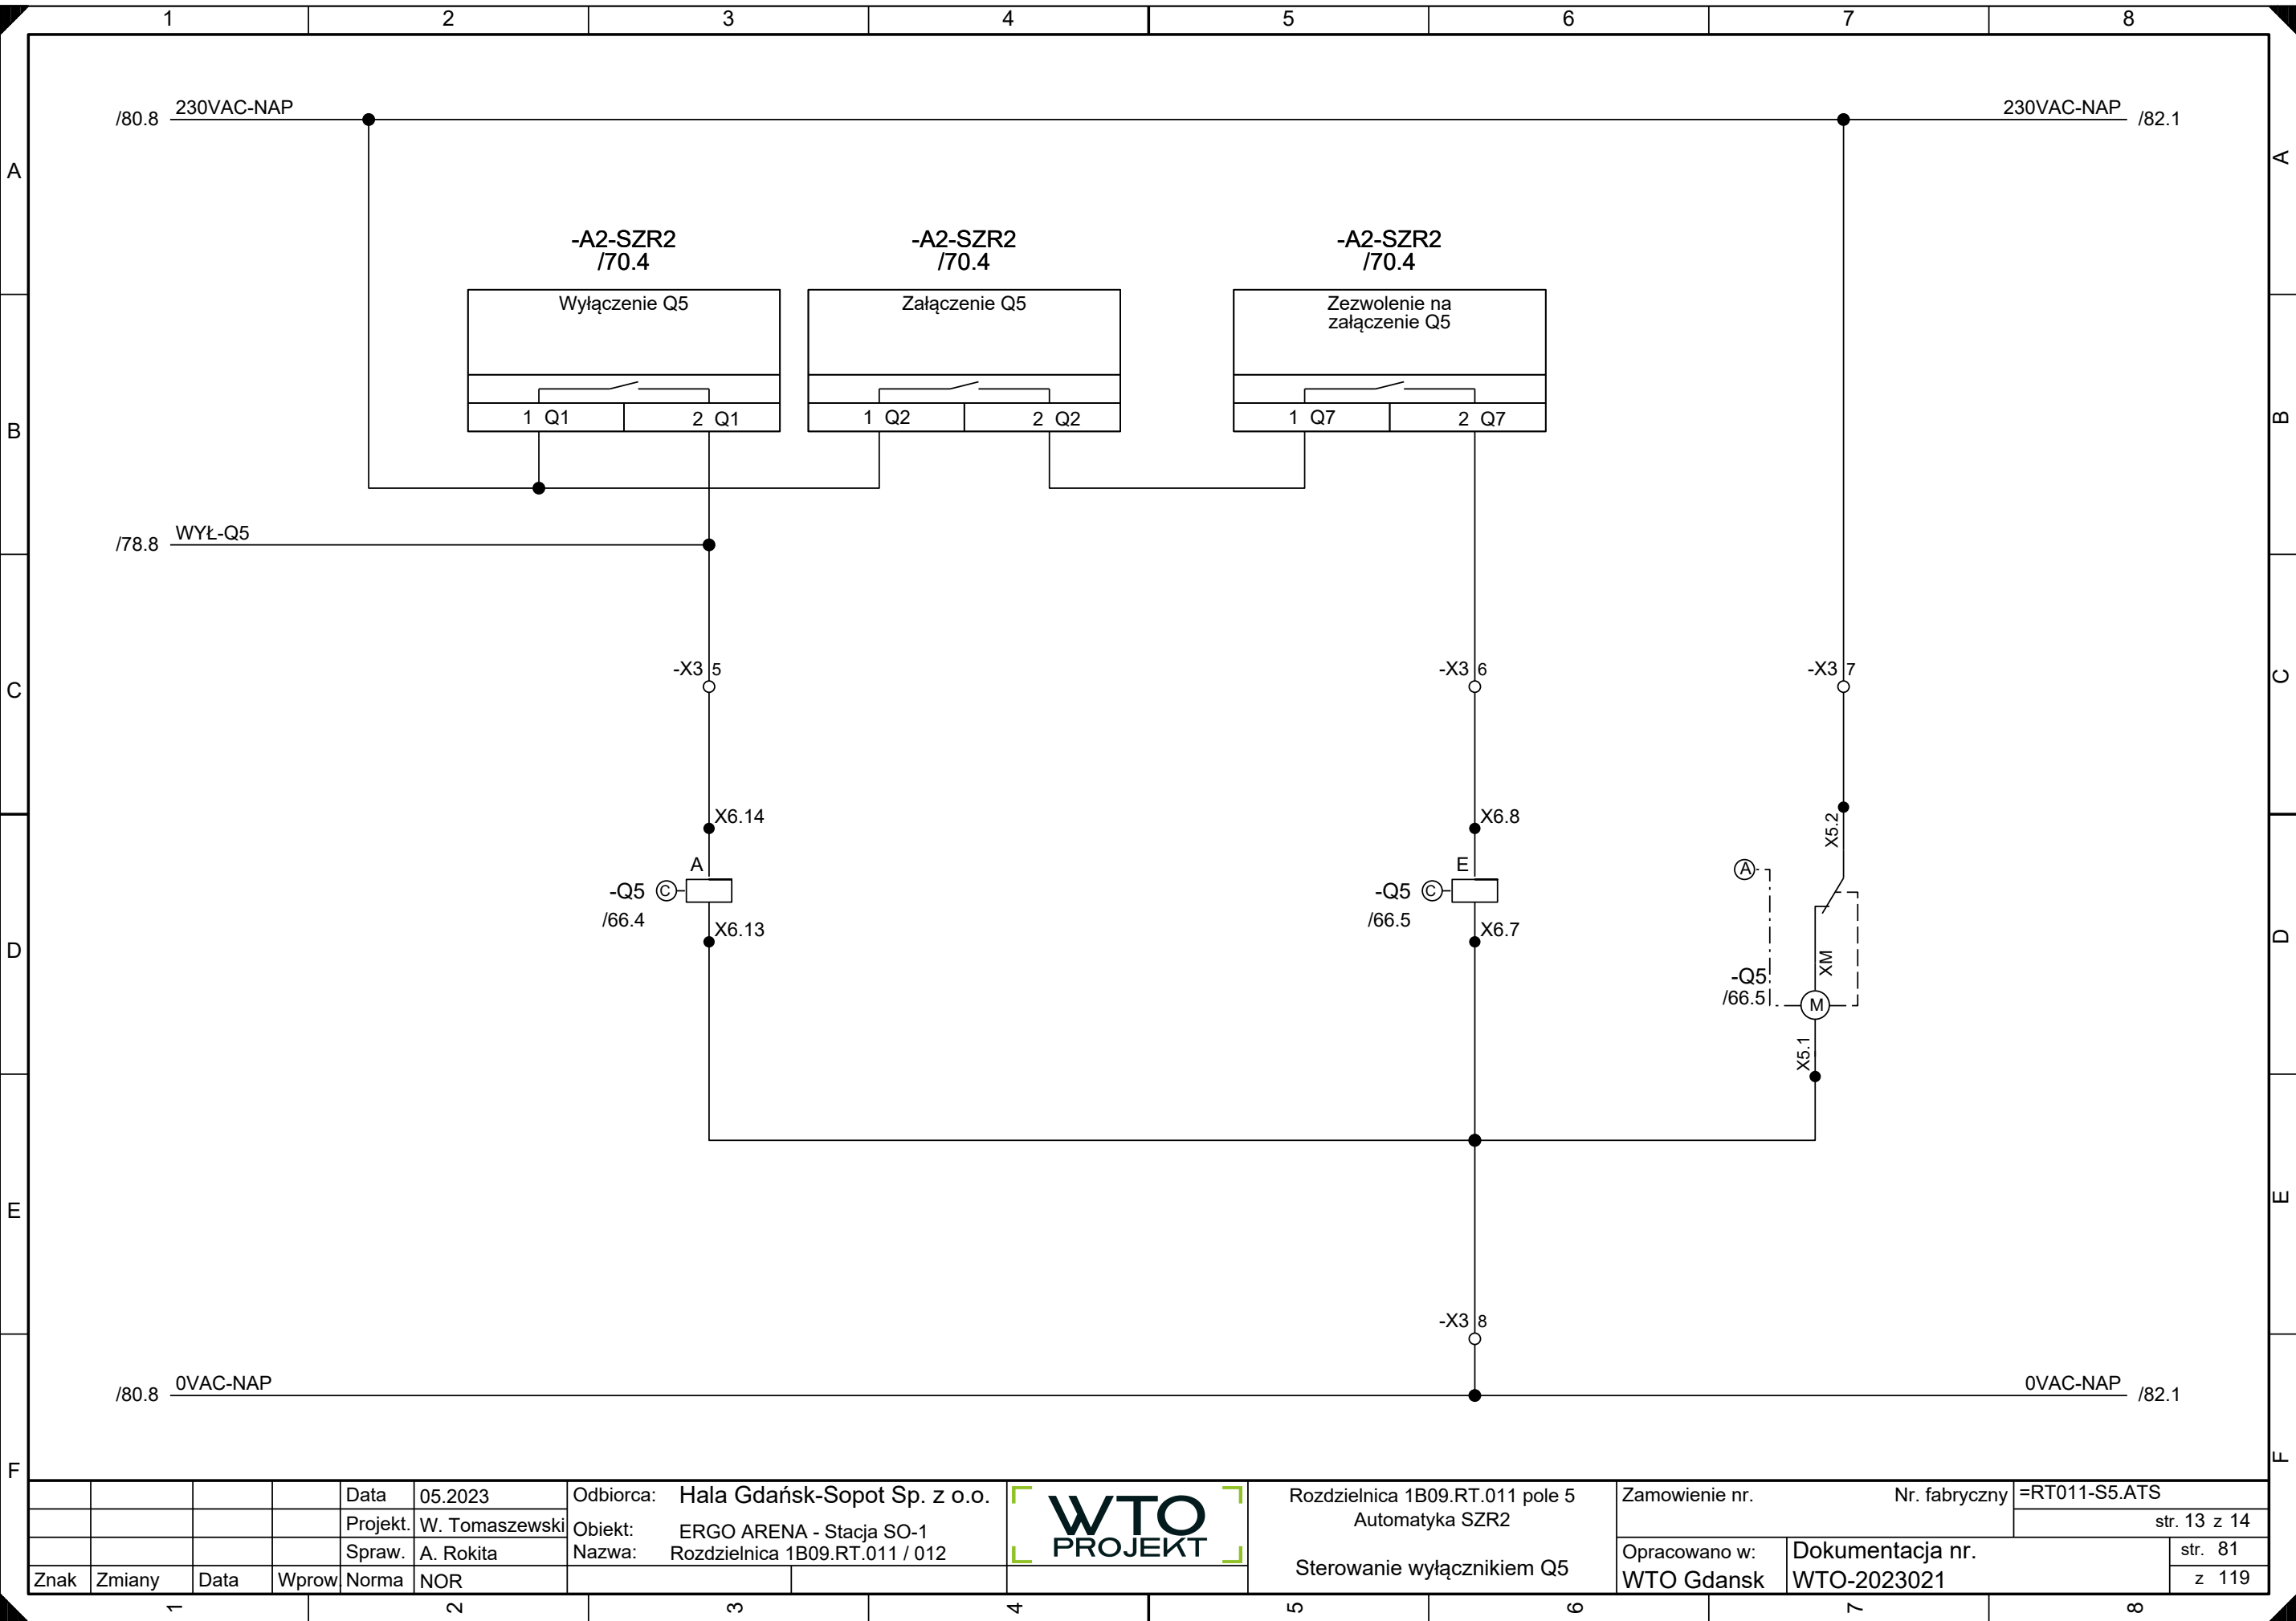 1 2 3 4 5 6 7 8
/80.8 230VAC-NAP 230VAC-NAP /82.1
A A
-A2-SZR2 -A2-SZR2 -A2-SZR2
/70.4 /70.4 /70.4
Wyłączenie Q5 Załączenie Q5 Zezwolenie na
załączenie Q5
1 Q1 2 Q1 1 Q2 2 Q2 1 Q7 2 Q7
B B
/78.8 WYŁ-Q5
-X3 5 -X3 6 -X3 7
C C
X6.14 X6.8 X5.2
A E A
-Q5 C -Q5 C
/66.4 /66.5
X6.13 X6.7
D D
XM
-Q5
/66.5 M
X5.1
E E
-X3 8
/80.8 0VAC-NAP 0VAC-NAP /82.1
F F
Data 05.2023
Projekt. W. Tomaszewski
Spraw. A. Rokita
Znak Zmiany Data Wprow. Norma NOR
Odbiorca: Hala Gdańsk-Sopot Sp. z o.o.
Obiekt: ERGO ARENA - Stacja SO-1
Nazwa: Rozdzielnica 1B09.RT.011 / 012
WTO
PROJEKT
Rozdzielnica 1B09.RT.011 pole 5
Automatyka SZR2
Sterowanie wyłącznikiem Q5
Zamowienie nr. Nr. fabryczny =RT011-S5.ATS
str. 13 z 14
Opracowano w: Dokumentacja nr. str. 81
WTO Gdansk WTO-2023021 z 119
1 2 3 4 5 6 7 8